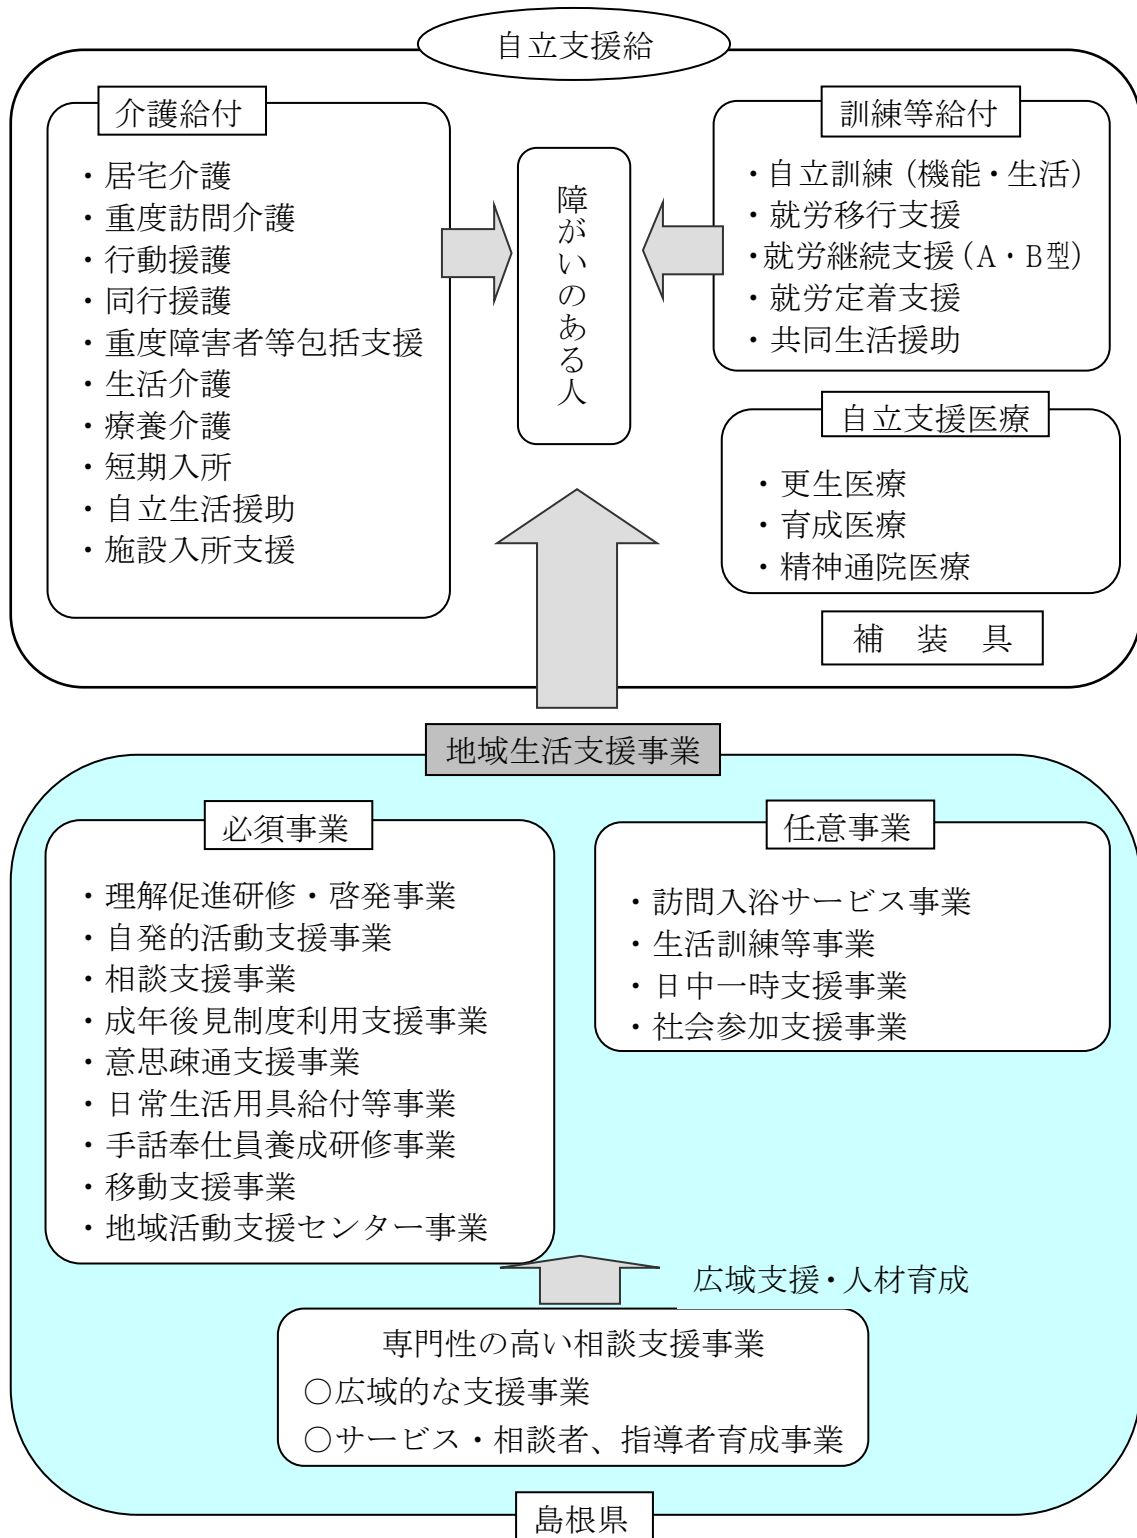 自立支援給
介護給付
・居宅介護
・重度訪問介護
・行動援護
・同行援護
・重度障害者等包括支援
・生活介護
・療養介護
・短期入所
・自立生活援助
・施設入所支援
障がいのある人
訓練等給付
・自立訓練（機能・生活）
・就労移行支援
・就労継続支援（A・B型）
・就労定着支援
・共同生活援助
自立支援医療
・更生医療
・育成医療
・精神通院医療
補　装　具
地域生活支援事業
必須事業
・理解促進研修・啓発事業
・自発的活動支援事業
・相談支援事業
・成年後見制度利用支援事業
・意思疎通支援事業
・日常生活用具給付等事業
・手話奉仕員養成研修事業
・移動支援事業
・地域活動支援センター事業
任意事業
・訪問入浴サービス事業
・生活訓練等事業
・日中一時支援事業
・社会参加支援事業
広域支援・人材育成
専門性の高い相談支援事業
○広域的な支援事業
○サービス・相談者、指導者育成事業
島根県